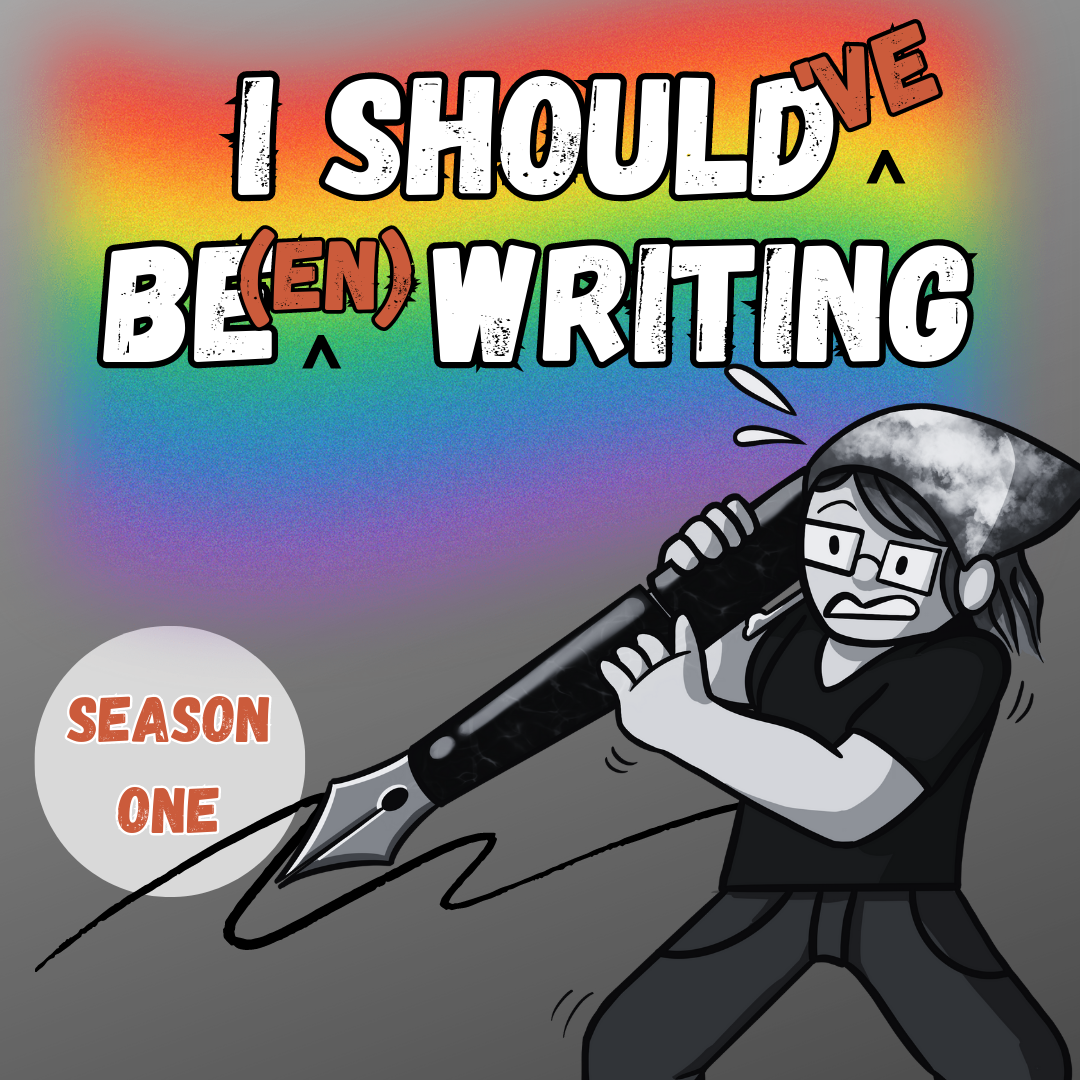 I SHOULD'VE
^
BE(EN) WRITING
^
SEASON
ONE